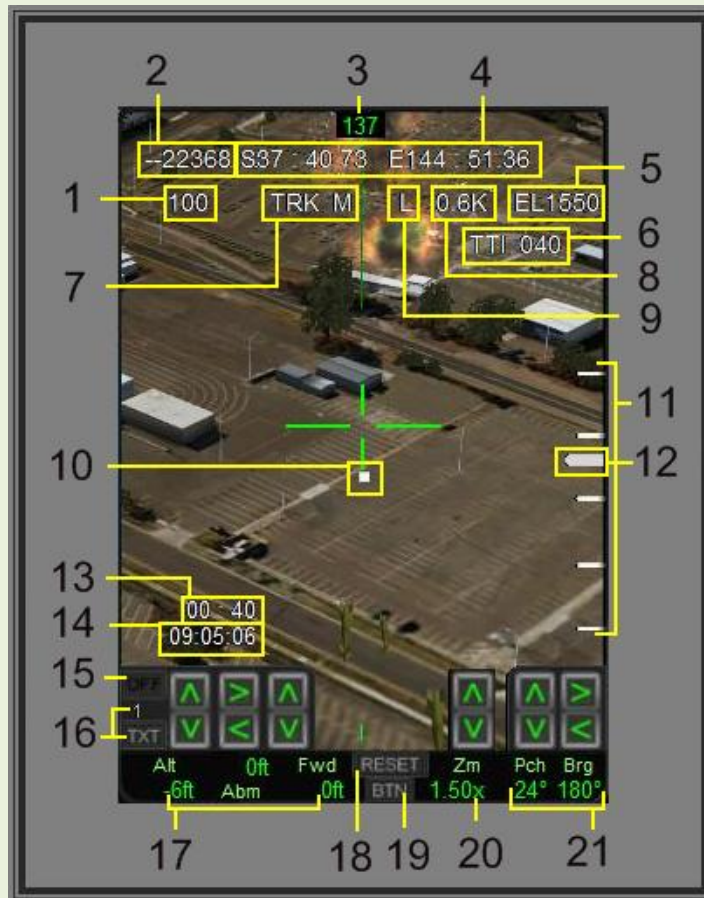 2 3 4
137
--22368 S37 : 40.73 E144 : 51.36
5
1 100 TRK M L 0.6K EL1550
TTI 040 6
7 8
9
11
10 12
13
00 : 40
14
09:05:06
15 OFF
1
16 TXT
Alt 0ft Fwd RESET Zm Pch Brg
-6ft Abm 0ft BTN 1.50x 24° 180°
17 18 19 20 21